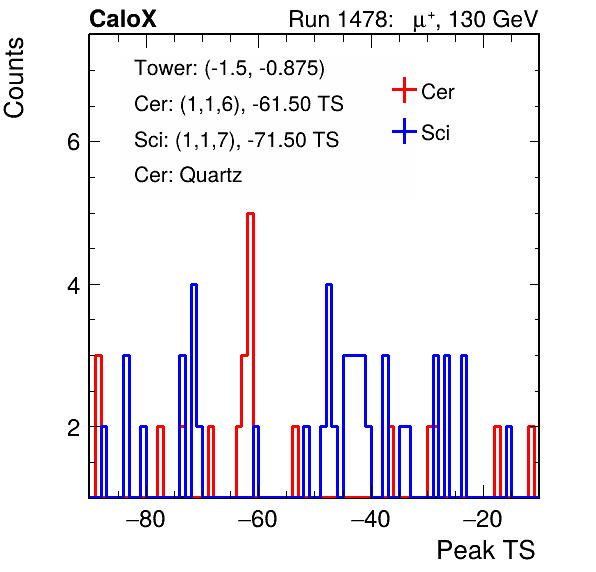 CaloX Run 1478: μ⁺, 130 GeV
Counts
Tower: (-1.5, -0.875)
Cer: (1,1,6), -61.50 TS
Sci: (1,1,7), -71.50 TS
Cer: Quartz
Cer
Sci
6
4
2
−80 −60 −40 −20
Peak TS